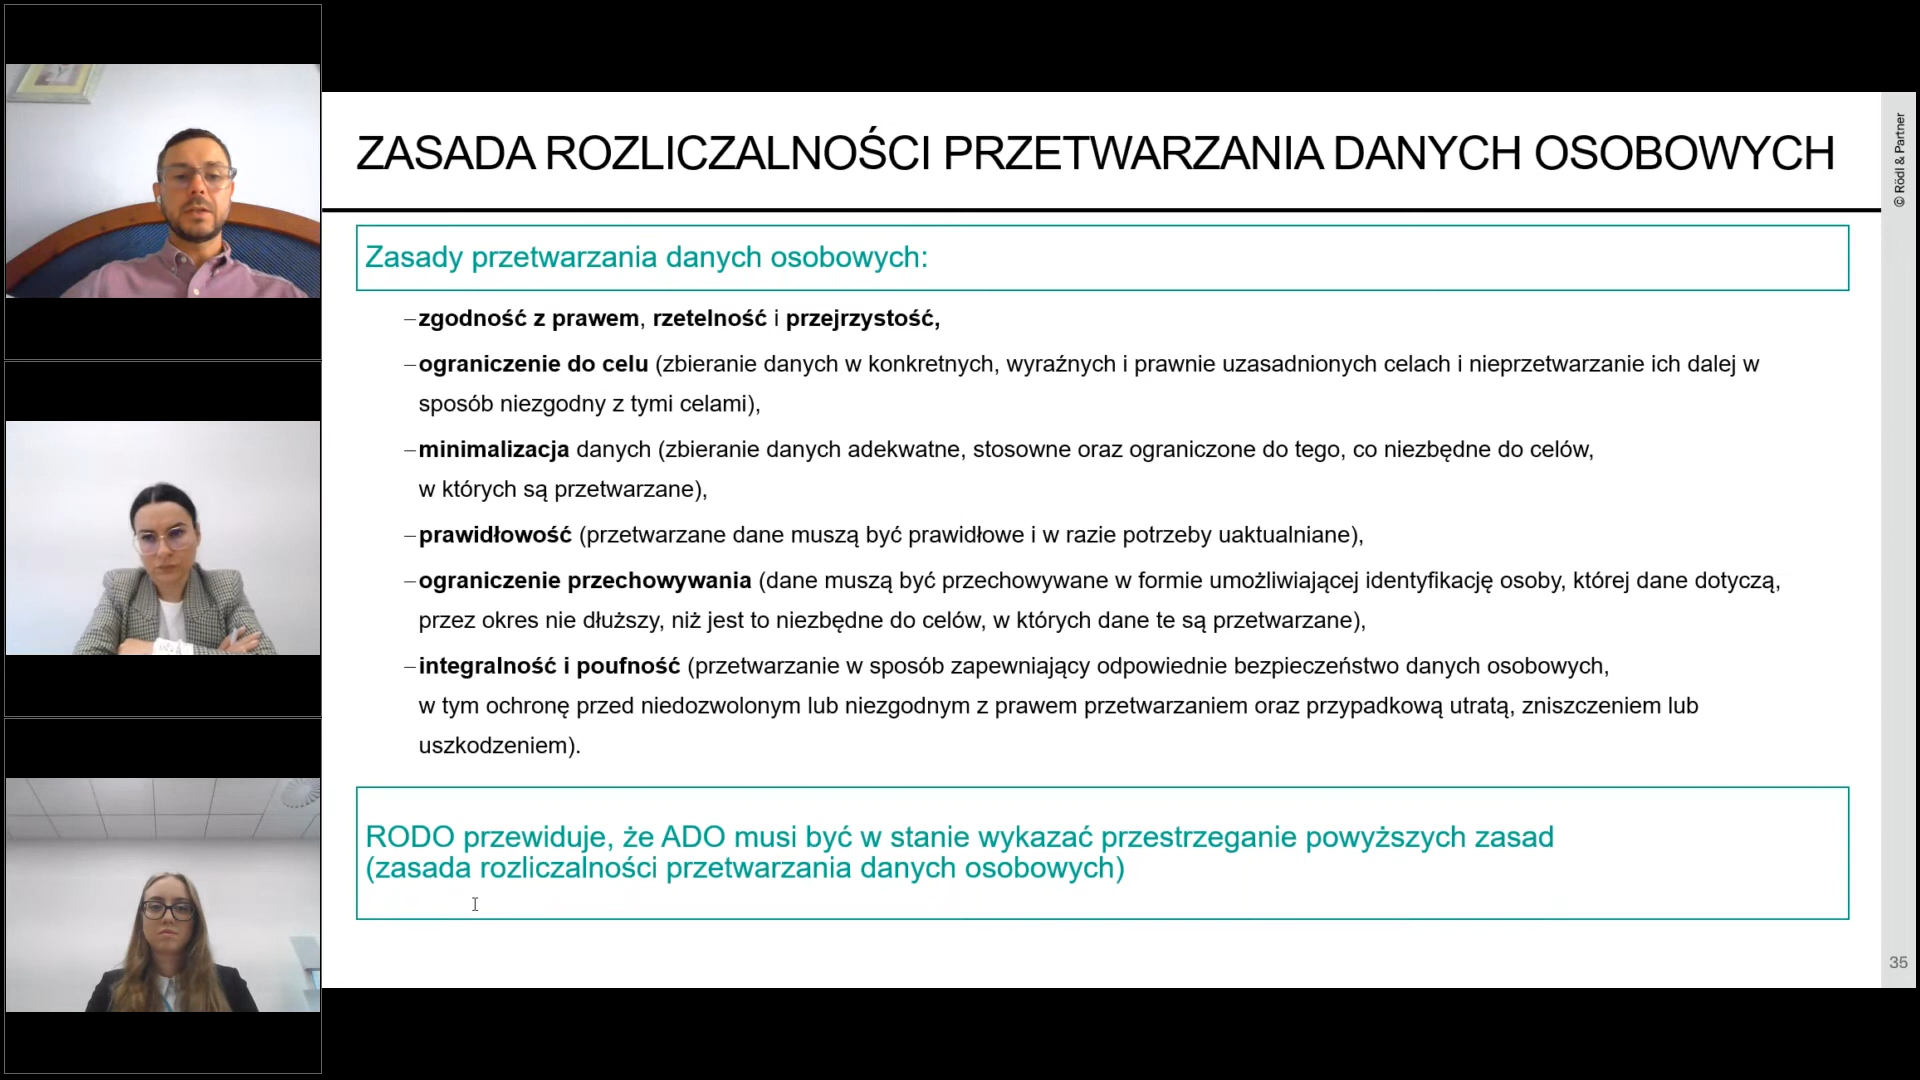 ZASADA ROZLICZALNOŚCI PRZETWARZANIA DANYCH OSOBOWYCH
© Rödl & Partner
Zasady przetwarzania danych osobowych:
–zgodność z prawem, rzetelność i przejrzystość,
–ograniczenie do celu (zbieranie danych w konkretnych, wyraźnych i prawnie uzasadnionych celach i nieprzetwarzanie ich dalej w
sposób niezgodny z tymi celami),
–minimalizacja danych (zbieranie danych adekwatne, stosowne oraz ograniczone do tego, co niezbędne do celów,
w których są przetwarzane),
–prawidłowość (przetwarzane dane muszą być prawidłowe i w razie potrzeby uaktualniane),
–ograniczenie przechowywania (dane muszą być przechowywane w formie umożliwiającej identyfikację osoby, której dane dotyczą,
przez okres nie dłuższy, niż jest to niezbędne do celów, w których dane te są przetwarzane),
–integralność i poufność (przetwarzanie w sposób zapewniający odpowiednie bezpieczeństwo danych osobowych,
w tym ochronę przed niedozwolonym lub niezgodnym z prawem przetwarzaniem oraz przypadkową utratą, zniszczeniem lub
uszkodzeniem).
RODO przewiduje, że ADO musi być w stanie wykazać przestrzeganie powyższych zasad
(zasada rozliczalności przetwarzania danych osobowych)
35